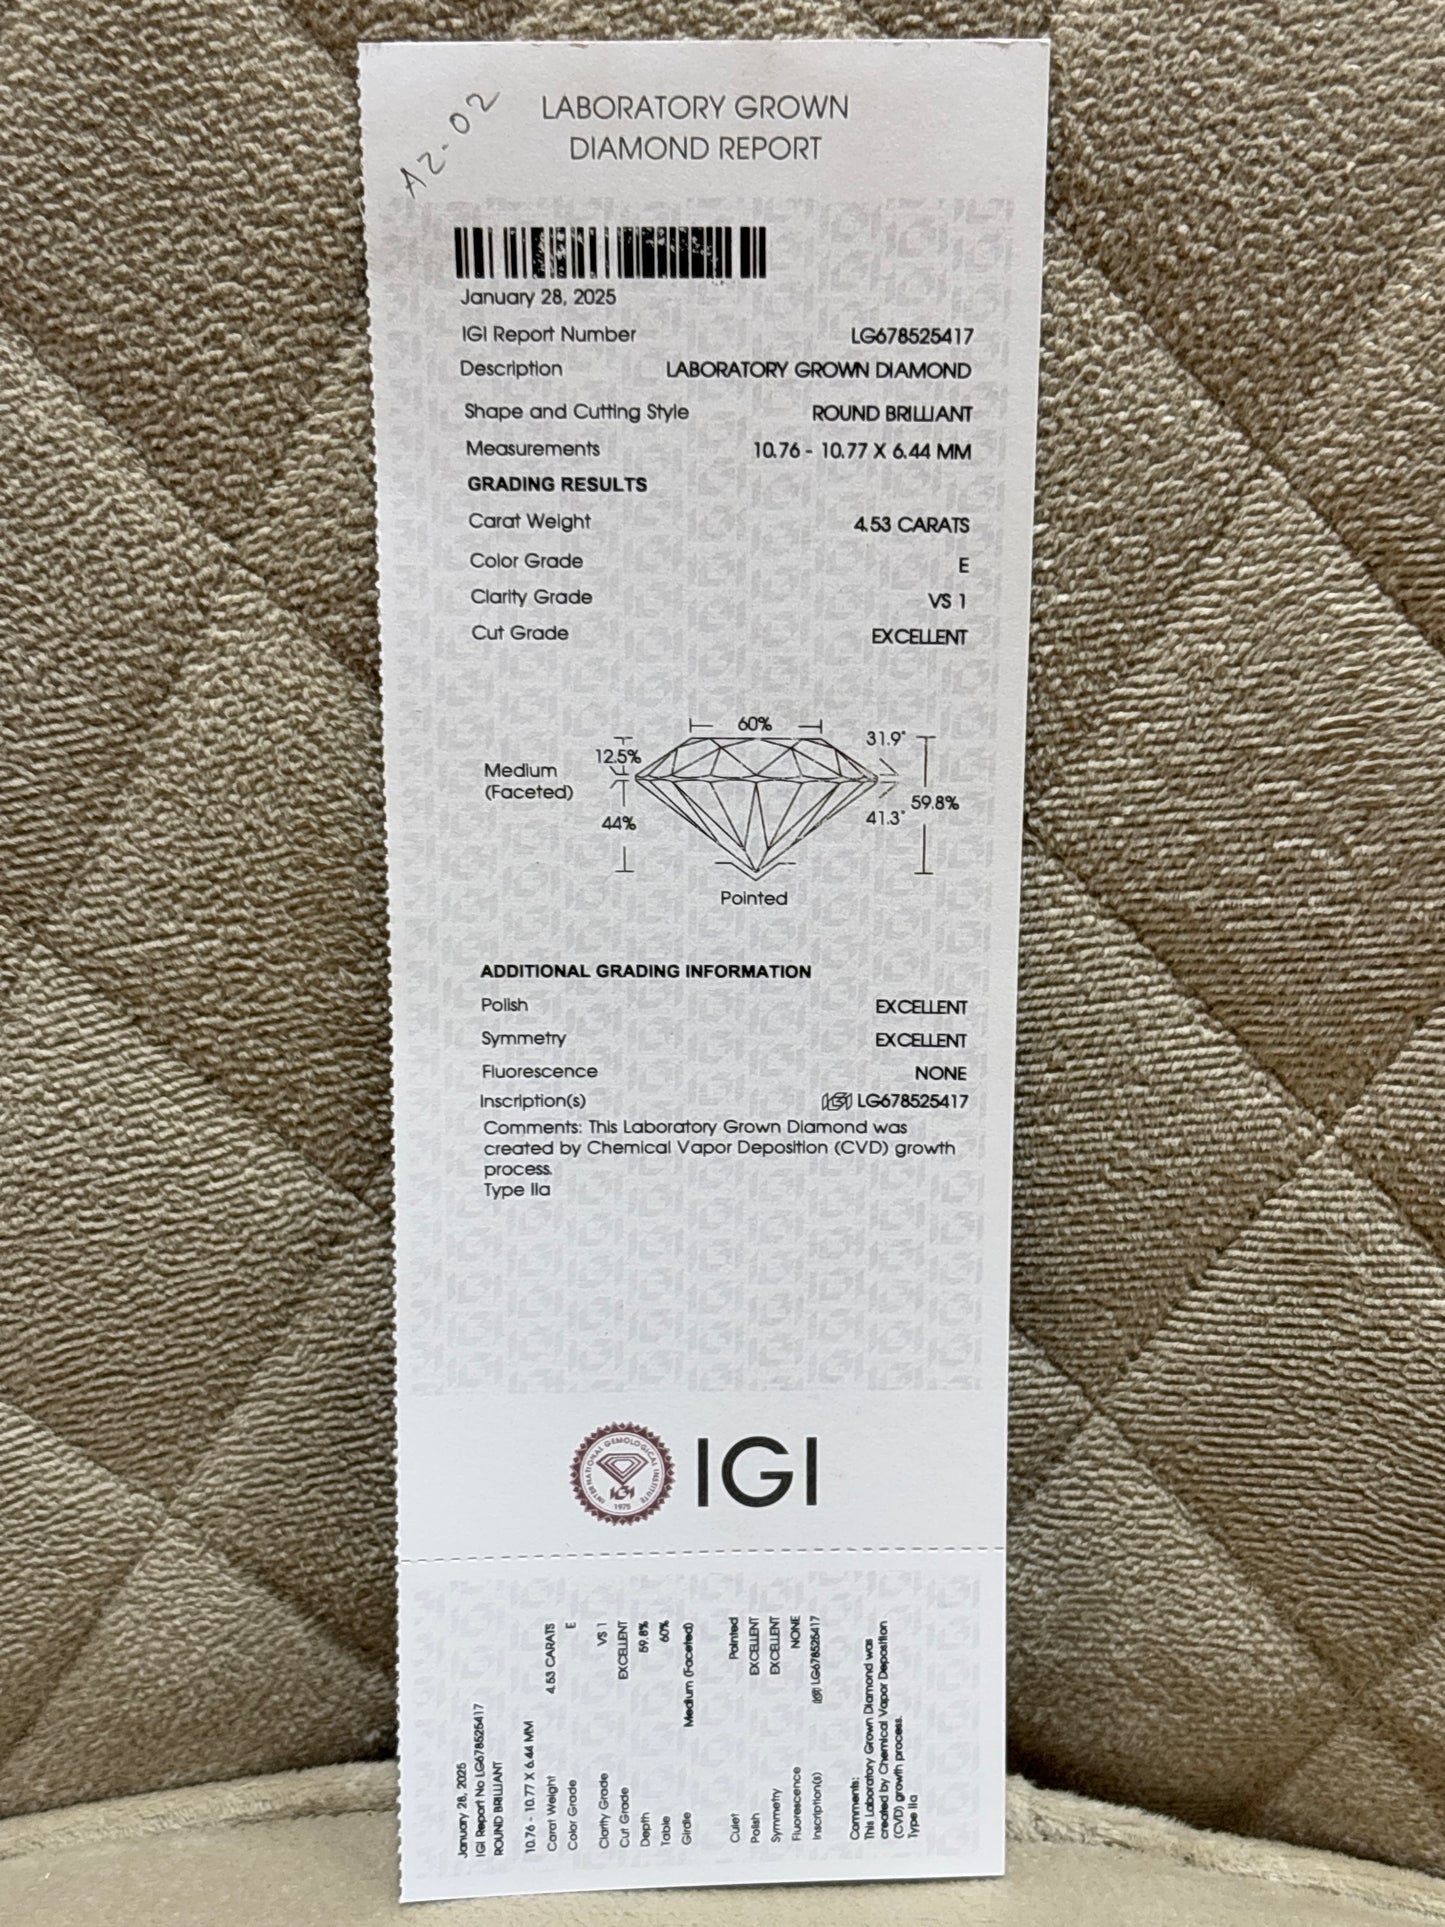 A2-02
LABORATORY GROWN
DIAMOND REPORT
January 28, 2025
IGI Report Number LG678525417
Description LABORATORY GROWN DIAMOND
Shape and Cutting Style ROUND BRILLIANT
Measurements 10.76 - 10.77 X 6.44 MM
GRADING RESULTS
Carat Weight 4.53 CARATS
Color Grade E
Clarity Grade VS 1
Cut Grade EXCELLENT
60%
12.5%
31.9°
Medium
(Faceted)
59.8%
44%
41.3°
Pointed
ADDITIONAL GRADING INFORMATION
Polish EXCELLENT
Symmetry EXCELLENT
Fluorescence NONE
Inscription(s) IGI LG678525417
Comments: This Laboratory Grown Diamond was
created by Chemical Vapor Deposition (CVD) growth
process.
Type IIa
INTERNATIONAL GEMOLOGICAL INSTITUTE
IGI
1975
IGI
January 28, 2025
IGI Report No LG678525417
ROUND BRILLIANT
10.76 - 10.77 X 6.44 MM
Carat Weight 4.53 CARATS
Color Grade E
Clarity Grade VS 1
Cut Grade EXCELLENT
Depth 59.8%
Table 60%
Girdle Medium (Faceted)
Culet Pointed
Polish EXCELLENT
Symmetry EXCELLENT
Fluorescence NONE
Inscription(s) IGI LG678525417
Comments:
This Laboratory Grown Diamond was
created by Chemical Vapor Deposition
(CVD) growth process.
Type IIa